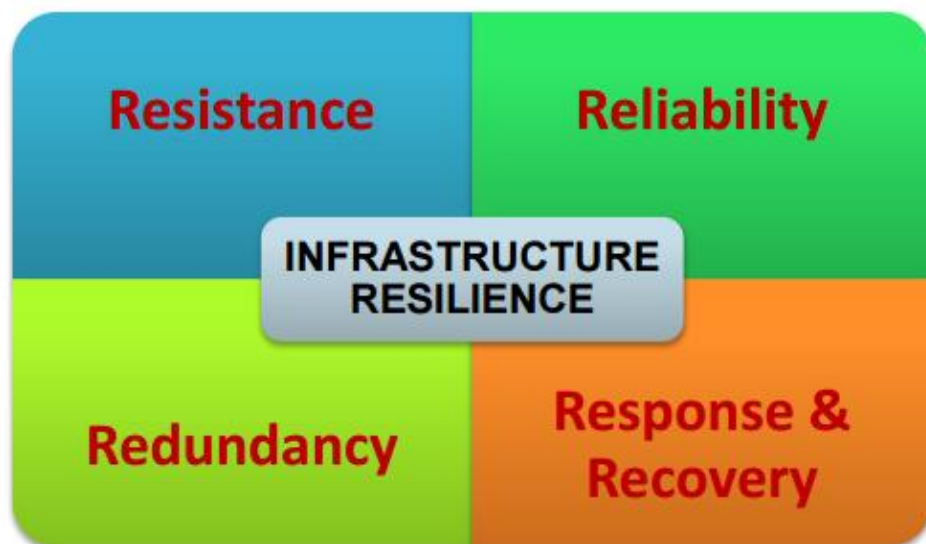 Resistance
Reliability
INFRASTRUCTURE
RESILIENCE
Redundancy
Response &
Recovery